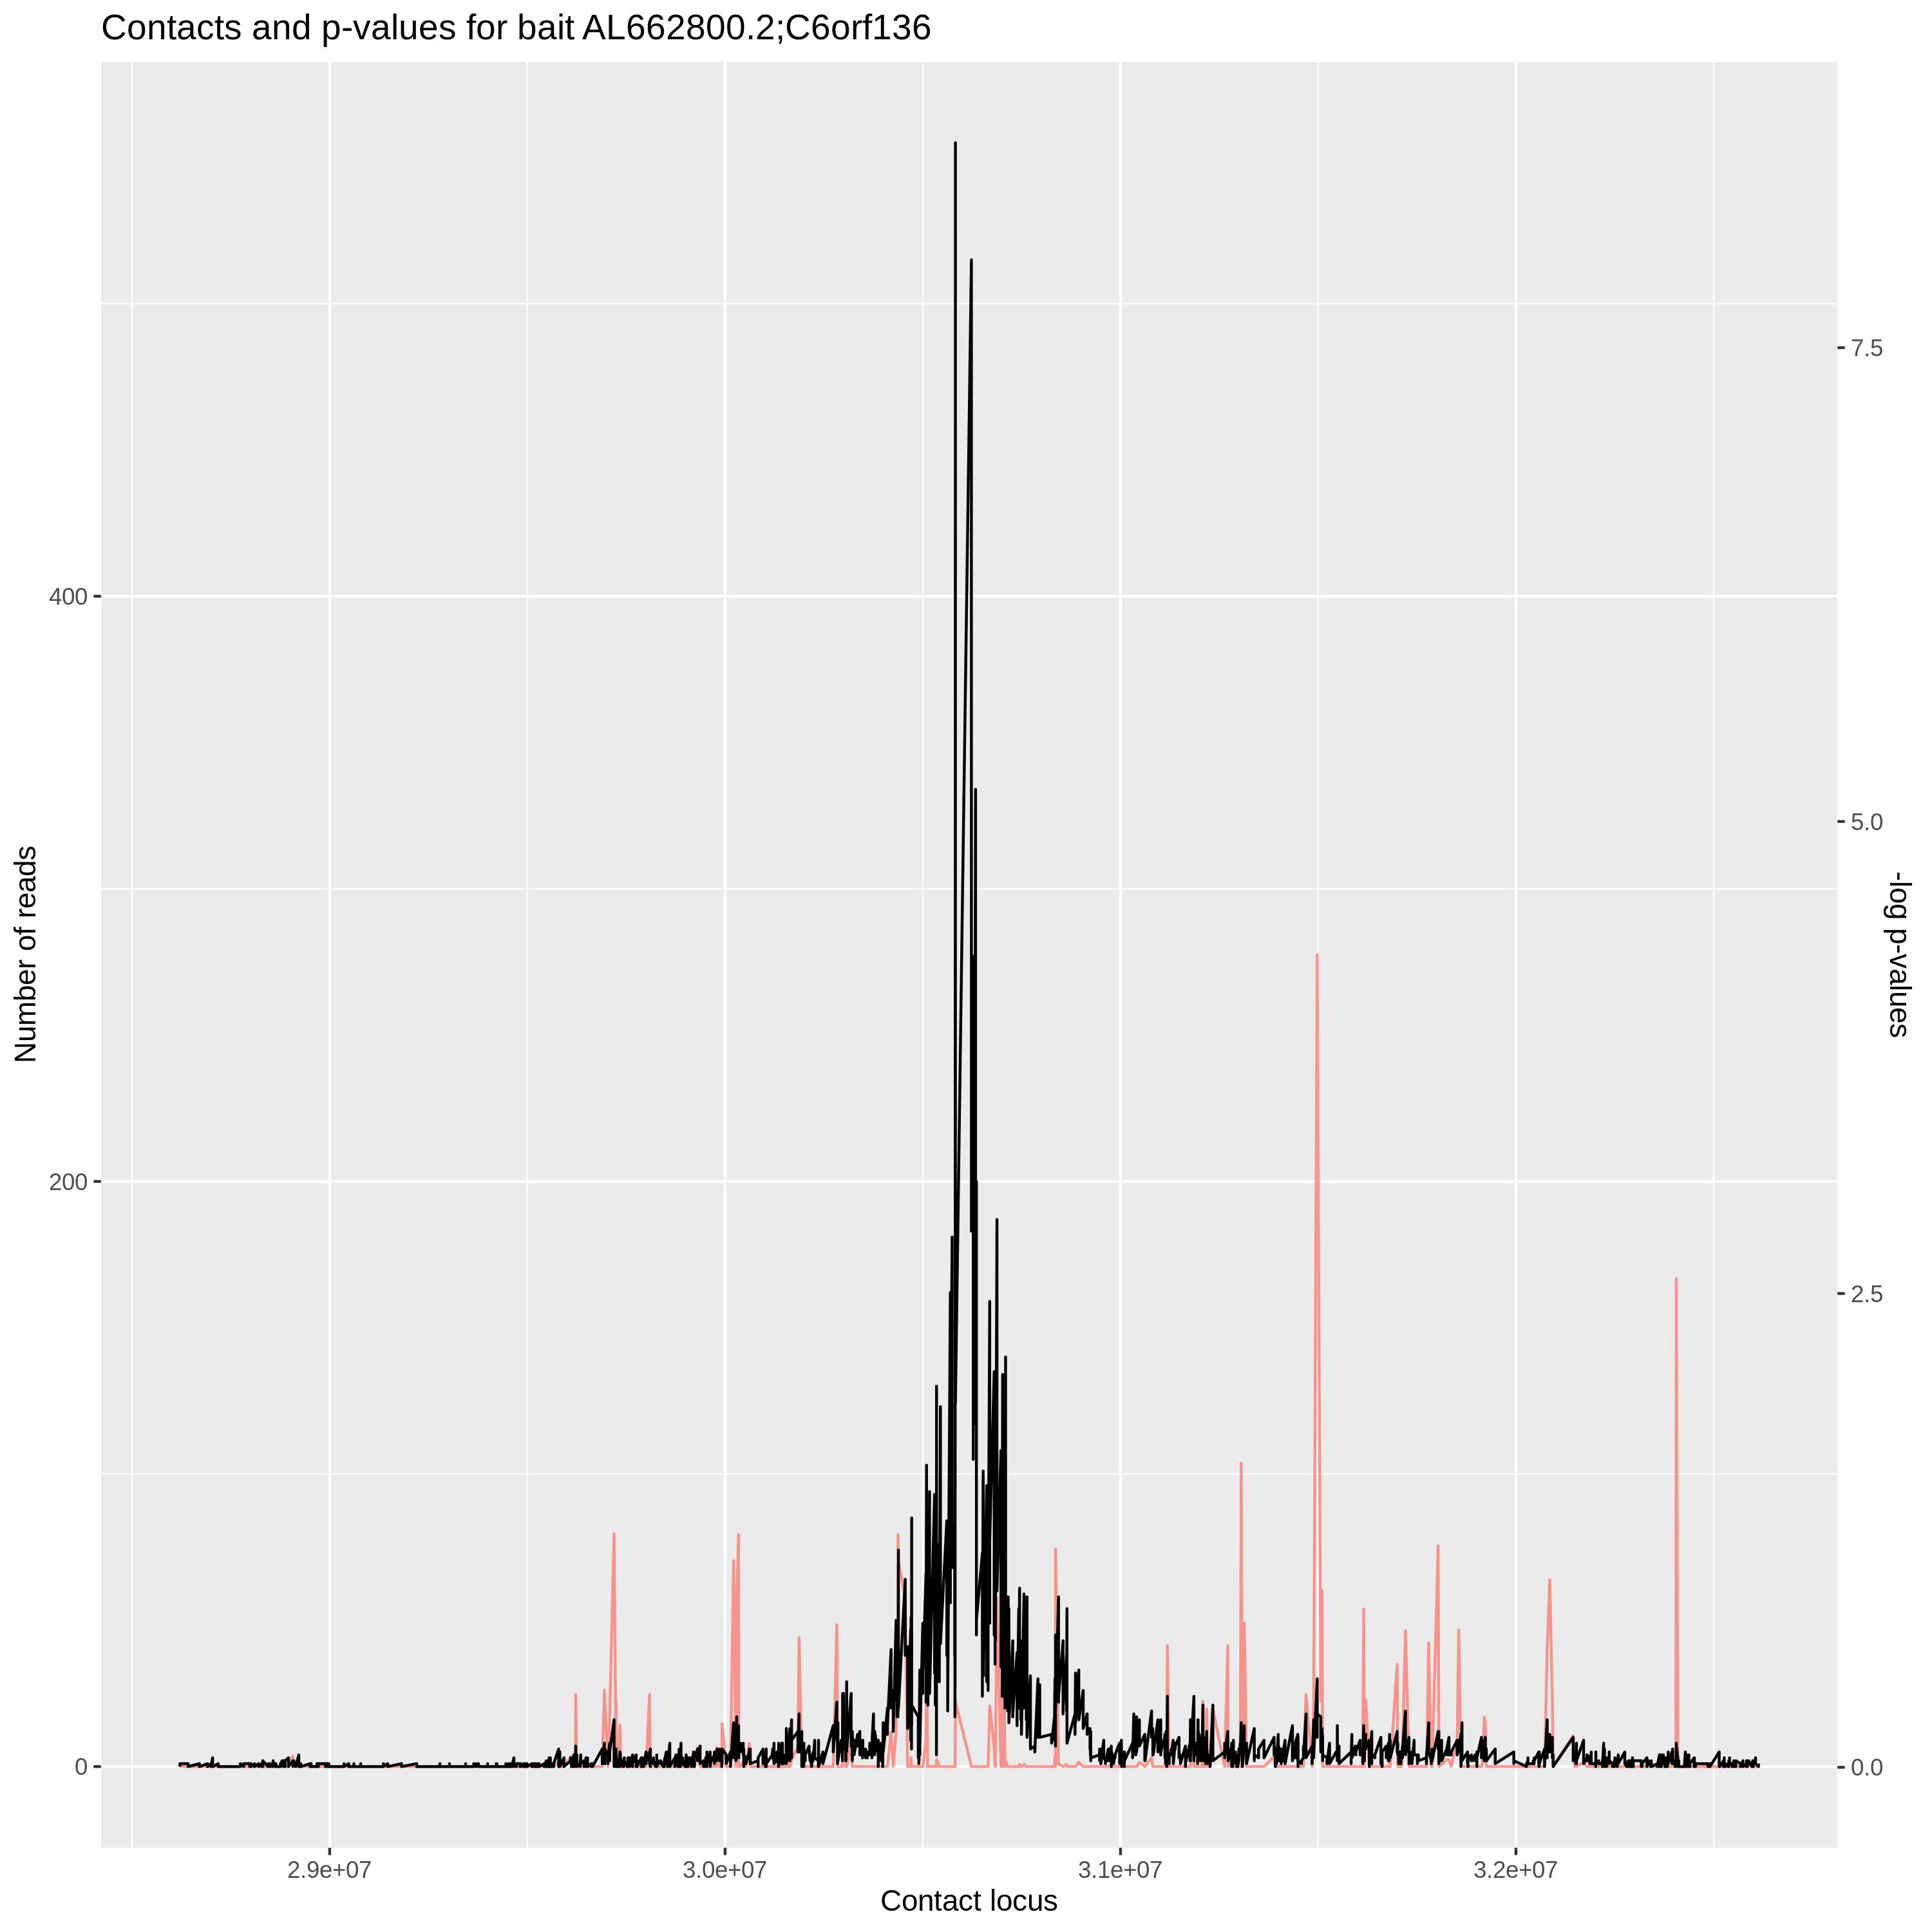 Contacts and p-values for bait AL662800.2;C6orf136
Number of reads
400
200
0
7.5
5.0
2.5
0.0
-log p-values
2.9e+07
3.0e+07
3.1e+07
3.2e+07
Contact locus